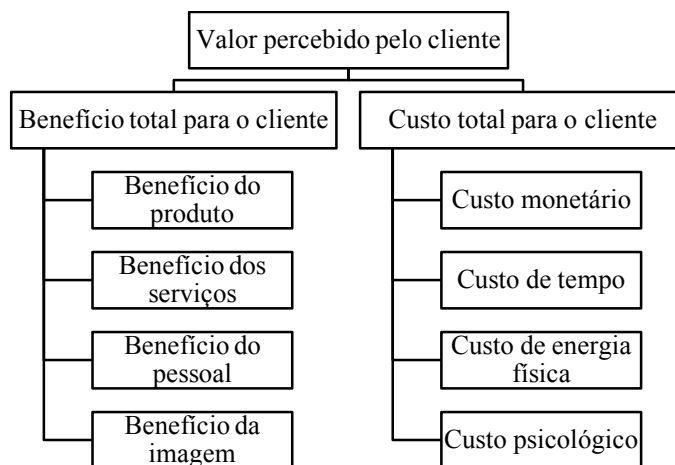 Valor percebido pelo cliente
Benefício total para o cliente
Custo total para o cliente
Benefício do
produto
Benefício dos
serviços
Benefício do
pessoal
Benefício da
imagem
Custo monetário
Custo de tempo
Custo de energia
física
Custo psicológico